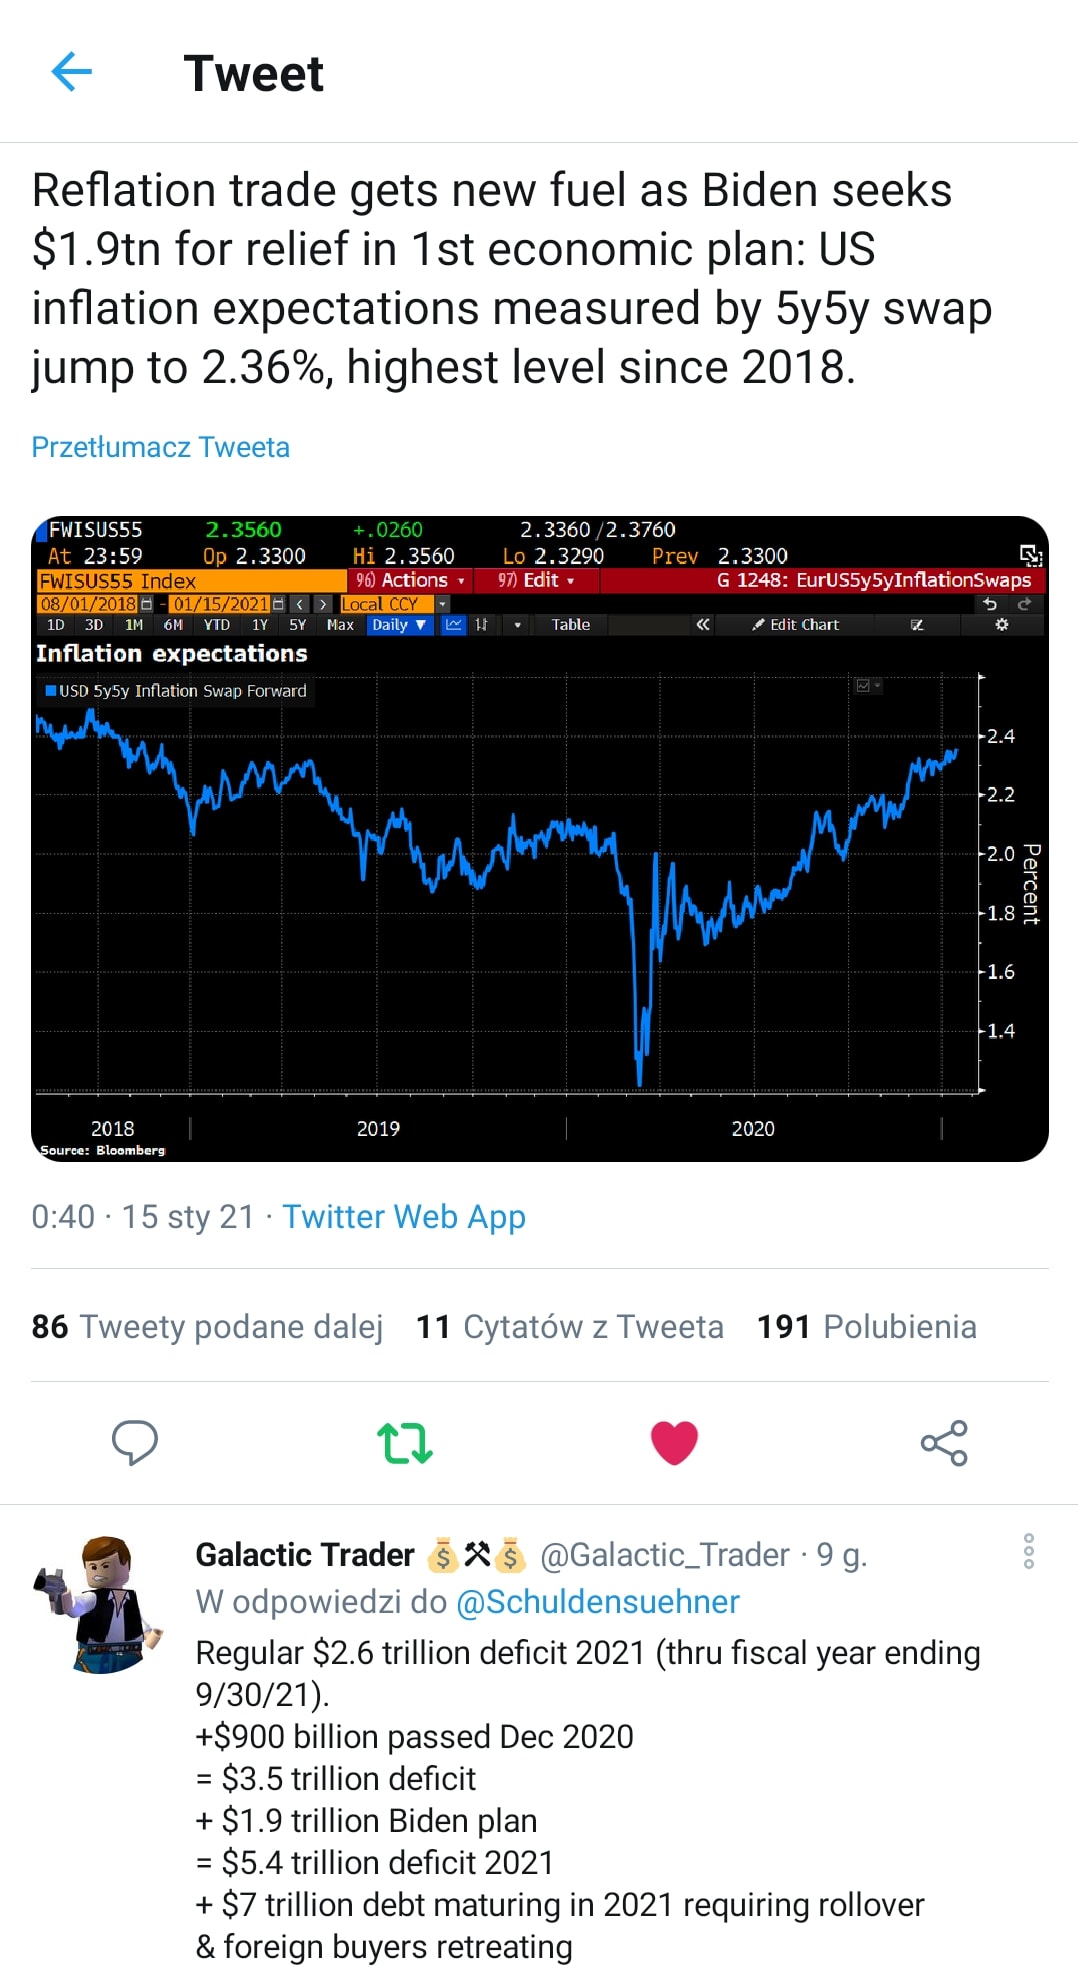 Tweet
Reflation trade gets new fuel as Biden seeks
$1.9tn for relief in 1st economic plan: US
inflation expectations measured by 5y5y swap
jump to 2.36%, highest level since 2018.
Przetłumacz Tweeta
FWISUS55 2.3560 +.0260 2.3360/2.3760
At 23:59 Op 2.3300 Hi 2.3560 Lo 2.3290 Prev 2.3300
FWISUS55 Index 96) Actions 97) Edit G 1248: EurUS5y5yInflationSwaps
08/01/2018 - 01/15/2021 < > Local CCY
1D 3D 1M 6M YTD 1Y 5Y Max Daily ▼ Table « Edit Chart
Inflation expectations
USD 5y5y Inflation Swap Forward
2.4
2.2
2.0
1.8
1.6
1.4
Percent
2018 2019 2020
Source: Bloomberg
0:40 · 15 sty 21 · Twitter Web App
86 Tweety podane dalej 11 Cytatów z Tweeta 191 Polubienia
Galactic Trader 💰⚒💰 @Galactic_Trader · 9 g.
W odpowiedzi do @Schuldensuehner
Regular $2.6 trillion deficit 2021 (thru fiscal year ending
9/30/21).
+$900 billion passed Dec 2020
= $3.5 trillion deficit
+ $1.9 trillion Biden plan
= $5.4 trillion deficit 2021
+ $7 trillion debt maturing in 2021 requiring rollover
& foreign buyers retreating